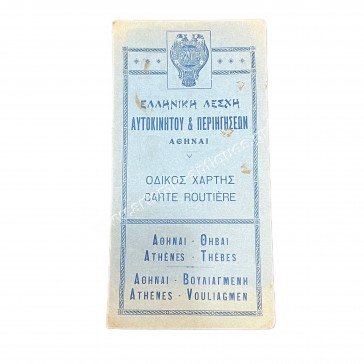 ΕΛΛΗΝΙΚΗ ΛΕΣΧΗ
ΑΥΤΟΚΙΝΗΤΟΥ & ΠΕΡΙΗΓΗΣΕΩΝ
ΑΘΗΝΑΙ
ΟΔΙΚΟΣ ΧΑΡΤΗΣ
CARTE ROUTIÈRE
ΑΘΗΝΑΙ - ΘΗΒΑΙ
ATHÈNES - THÈBES
ΑΘΗΝΑΙ - ΒΟΥΛΙΑΓΜΕΝΗ
ATHÈNES - VOULIAGMEN